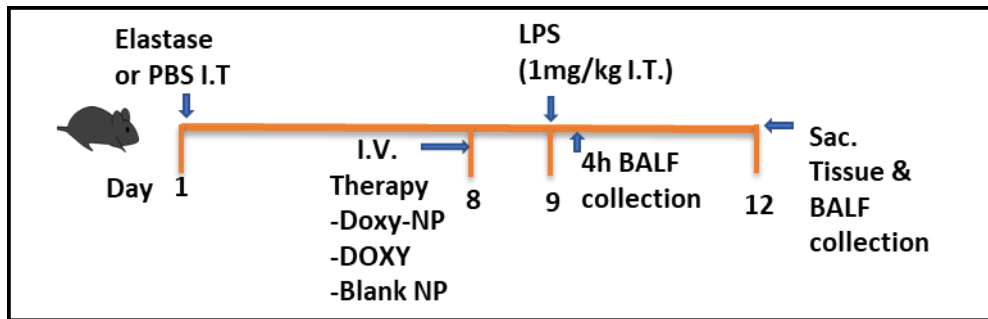 Elastase
or PBS I.T
LPS
(1mg/kg I.T.)
Day 1
I.V.
Therapy
-Doxy-NP
-DOXY
-Blank NP
8
9
4h BALF
collection
12
Sac.
Tissue &
BALF
collection